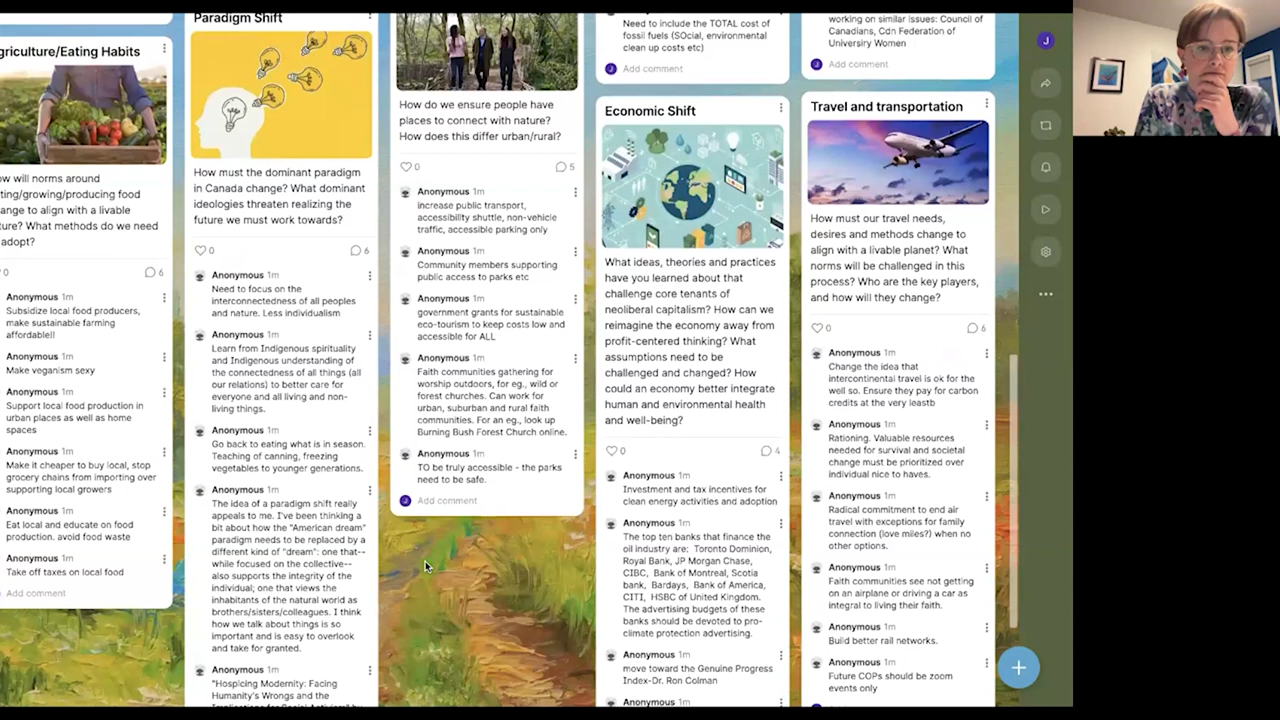 griculture/Eating Habits
ow will norms around
ting/growing/producing food
ange to align with a livable
ture? What methods do we need
adopt?
0
6
Anonymous 1m
Subsidize local food producers,
make sustainable farming
affordable!!
Anonymous 1m
Make veganism sexy
Anonymous 1m
Support local food production in
urban places as well as home
spaces
Anonymous 1m
Make it cheaper to buy local, stop
grocery chains from importing over
supporting local growers
Anonymous 1m
Eat local and educate on food
production. avoid food waste
Anonymous 1m
Take off taxes on local food
Add comment
Paradigm Shift
How must the dominant paradigm
in Canada change? What dominant
ideologies threaten realizing the
future we must work towards?
0
6
Anonymous 1m
Need to focus on the
interconnectedness of all peoples
and nature. Less individualism
Anonymous 1m
Learn from Indigenous spirituality
and Indigenous understanding of
the connectedness of all things (all
our relations) to better care for
everyone and all living and non-
living things.
Anonymous 1m
Go back to eating what is in season.
Teaching of canning, freezing
vegetables to younger generations.
Anonymous 1m
The idea of a paradigm shift really
appeals to me. I've been thinking a
bit about how the "American dream"
paradigm needs to be replaced by a
different kind of "dream": one that--
while focused on the collective--
also supports the integrity of the
individual; one that views the
inhabitants of the natural world as
brothers/sisters/colleagues. I think
how we talk about things is so
important and is easy to overlook
and take for granted.
Anonymous 1m
"Hospicing Modernity: Facing
Humanity's Wrongs and the
Implications for Social Activism" by
How do we ensure people have
places to connect with nature?
How does this differ urban/rural?
0
5
Anonymous 1m
increase public transport,
accessibility shuttle, non-vehicle
traffic, accessible parking only
Anonymous 1m
Community members supporting
public access to parks etc
Anonymous 1m
government grants for sustainable
eco-tourism to keep costs low and
accessible for ALL
Anonymous 1m
Faith communities gathering for
worship outdoors, for eg., wild or
forest churches. Can work for
urban, suburban and rural faith
communities. For an eg., look up
Burning Bush Forest Church online.
Anonymous 1m
TO be truly accessible - the parks
need to be safe.
J
Add comment
Need to include the TOTAL cost of
fossil fuels (SOcial, environmental
clean up costs etc)
J
Add comment
Economic Shift
What ideas, theories and practices
have you learned about that
challenge core tenants of
neoliberal capitalism? How can we
reimagine the economy away from
profit-centered thinking? What
assumptions need to be
challenged and changed? How
could an economy better integrate
human and environmental health
and well-being?
0
4
Anonymous 1m
Investment and tax incentives for
clean energy activities and adoption
Anonymous 1m
The top ten banks that finance the
oil industry are: Toronto Dominion,
Royal Bank, JP Morgan Chase,
CIBC, Bank of Montreal, Scotia
bank, Bardays, Bank of America,
CITI, HSBC of United Kingdom.
The advertising budgets of these
banks should be devoted to pro-
climate protection advertising.
Anonymous 1m
move toward the Genuine Progress
Index-Dr. Ron Colman
Anonymous 1m
working on similar issues: Council of
Canadians, Cdn Federation of
Universiry Women
J
Add comment
Travel and transportation
How must our travel needs,
desires and methods change to
align with a livable planet? What
norms will be challenged in this
process? Who are the key players,
and how will they change?
0
6
Anonymous 1m
Change the idea that
intercontinental travel is ok for the
well so. Ensure they pay for carbon
credits at the very leastb
Anonymous 1m
Rationing. Valuable resources
needed for survival and societal
change must be prioritized over
individual nice to haves.
Anonymous 1m
Radical commitment to end air
travel with exceptions for family
connection (love miles?) when no
other options.
Anonymous 1m
Faith communities see not getting
on an airplane or driving a car as
integral to living their faith.
Anonymous 1m
Build better rail networks.
Anonymous 1m
Future COPs should be zoom
events only
J